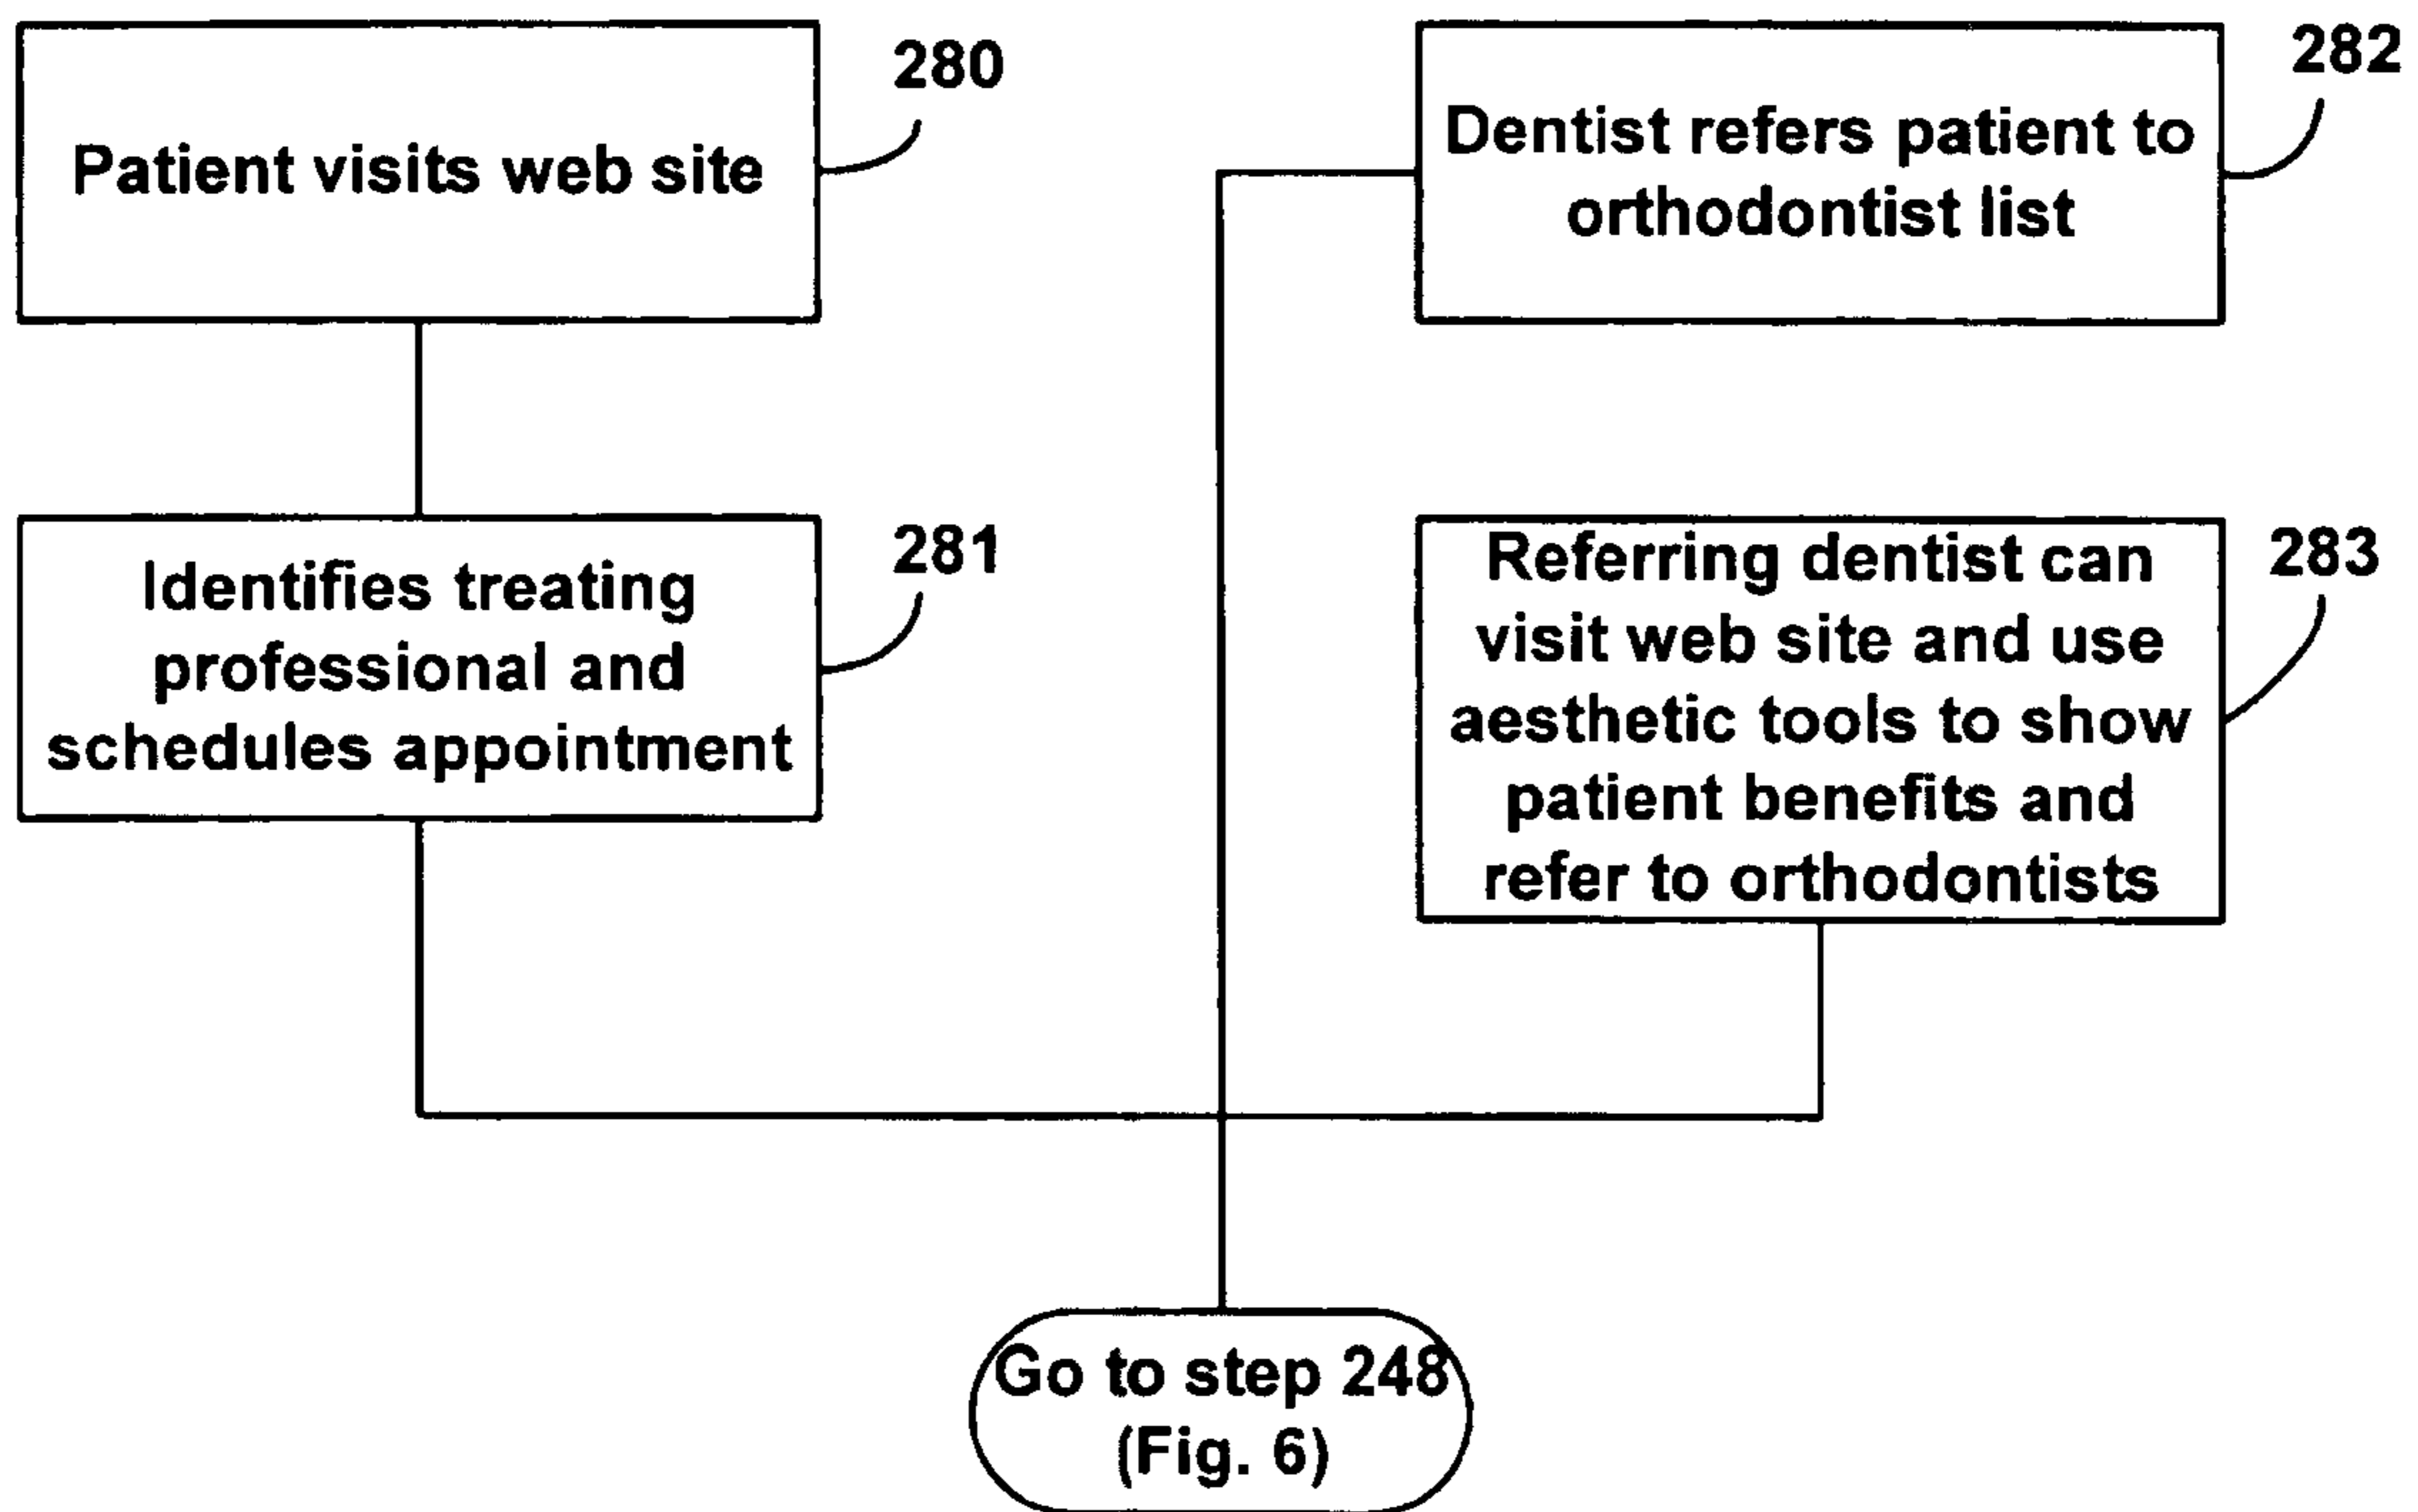 280
Patient visits web site
282
Dentist refers patient to
orthodontist list
281
Identifies treating
professional and
schedules appointment
283
Referring dentist can
visit web site and use
aesthetic tools to show
patient benefits and
refer to orthodontists
Go to step 248
(Fig. 6)